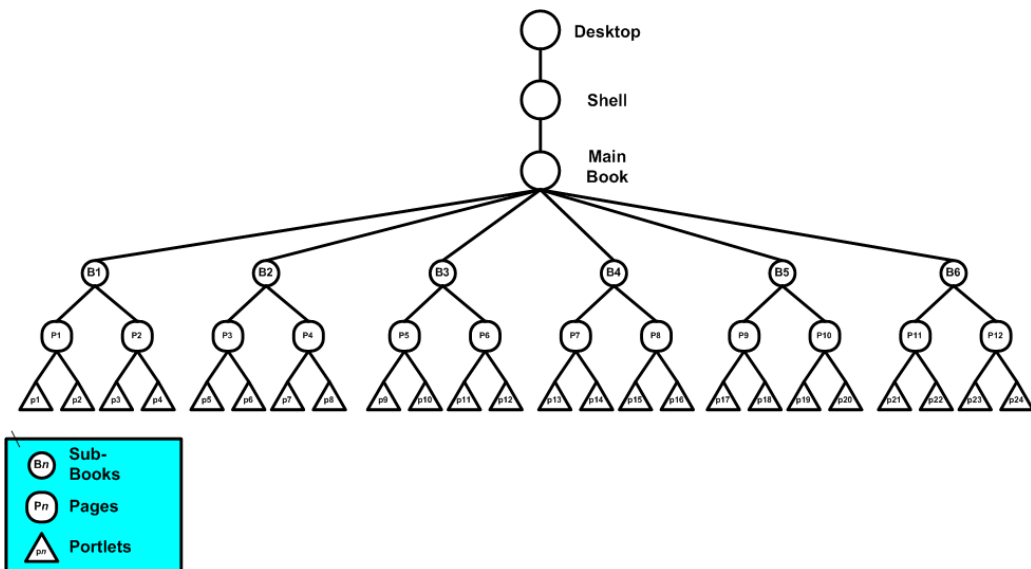 Desktop
Shell
Main
Book
B1 B2 B3 B4 B5 B6
P1 P2 P3 P4 P5 P6 P7 P8 P9 P10 P11 P12
p1 p2 p3 p4 p5 p6 p7 p8 p9 p10 p11 p12 p13 p14 p15 p16 p17 p18 p19 p20 p21 p22 p23 p24
Bn Sub-
Books
Pn Pages
pn Portlets